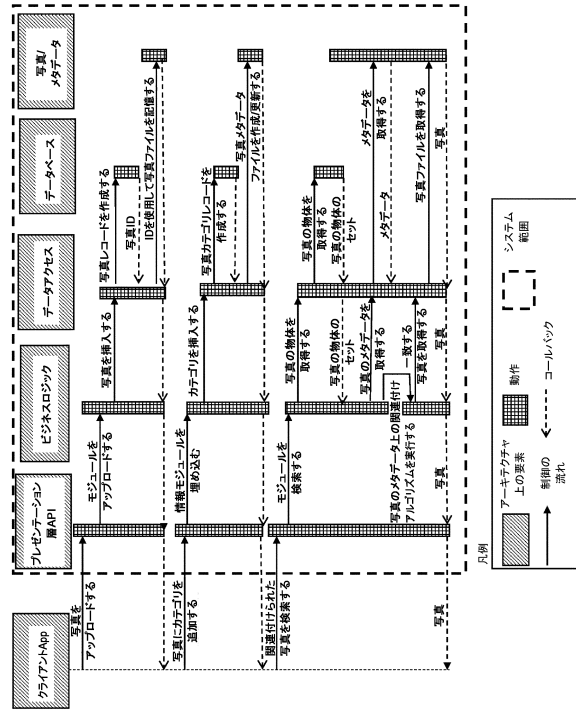 クライアントApp
プレゼンテーション
層API
ビジネスロジック
データアクセス
データベース
写真/
メタデータ
写真を
アップロードする
モジュールを
アップロードする
写真を挿入する
写真レコードを作成する
写真ID
IDを使用して写真ファイルを記憶する
写真にカテゴリを
追加する
情報モジュールを
埋め込む
カテゴリを挿入する
写真カテゴリレコードを
作成する
写真メタデータ
ファイルを作成/更新する
関連付けられた
写真を検索する
モジュールを
検索する
写真の物体を
取得する
写真の物体を
取得する
写真の物体の
セット
写真の物体の
セット
写真のメタデータを
取得する
メタデータを
取得する
メタデータ
写真のメタデータ上の関連付け
アルゴリズムを実行する
一致する
写真を取得する
写真ファイルを取得する
写真
写真
写真
写真
凡例
アーキテクチャ
上の要素
動作
システム
範囲
制御の
流れ
コールバック